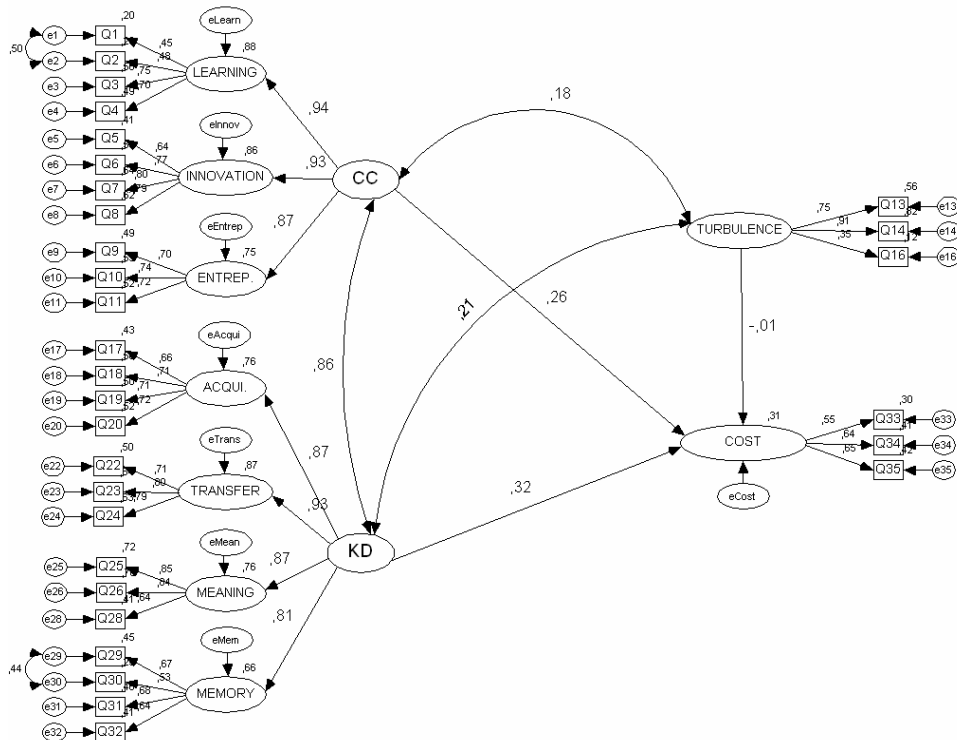 ,20
eLearn
e1 Q1 ,45 ,88
,50
e2 Q2 ,48 LEARNING
e3 Q3 ,75
,70
e4 Q4
,41
,94
,18
eInnov
e5 Q5 ,64 ,86
e6 Q6 ,77 INNOVATION ,93 CC
e7 Q7 ,80
,79
e8 Q8 ,52
,49
eEntrep ,87
e9 Q9 ,70 ,75
e10 Q10 ,74 ENTREP.
e11 Q11 ,52 ,72
,56
,75 Q13 e13
TURBULENCE ,91 Q14 e14
,35 ,12 Q16 e16
,21
,26
-,01
,43
eAcqui
e17 Q17 ,66 ,76
e18 Q18 ,71 ACQUI. ,86
e19 Q19 ,71
,72
e20 Q20 ,52
,87
,31 ,30
,55 Q33 e33
COST ,64 ,41 Q34 e34
,65 ,42 Q35 e35
eCost
,50
eTrans
e22 Q22 ,71 ,87
e23 Q23 ,80 TRANSFER ,93
e24 Q24 ,79
,32
KD
,72
eMean
e25 Q25 ,85 ,76 ,87
e26 Q26 ,84 MEANING
e28 Q28 ,41 ,64
,81
,45
eMem
e29 Q29 ,67 ,66
,44
e30 Q30 ,53 MEMORY
e31 Q31 ,68
,64
e32 Q32 ,41